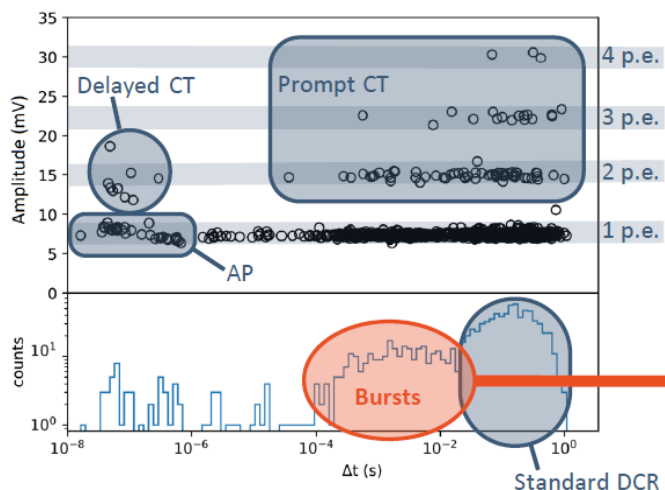 35
30
25
20
15
10
5
0
Amplitude (mV)
Delayed CT
Prompt CT
4 p.e.
3 p.e.
2 p.e.
1 p.e.
AP
counts
10¹
10⁰
Bursts
10⁻⁸
10⁻⁶
10⁻⁴
10⁻²
10⁰
Δt (s)
Standard DCR